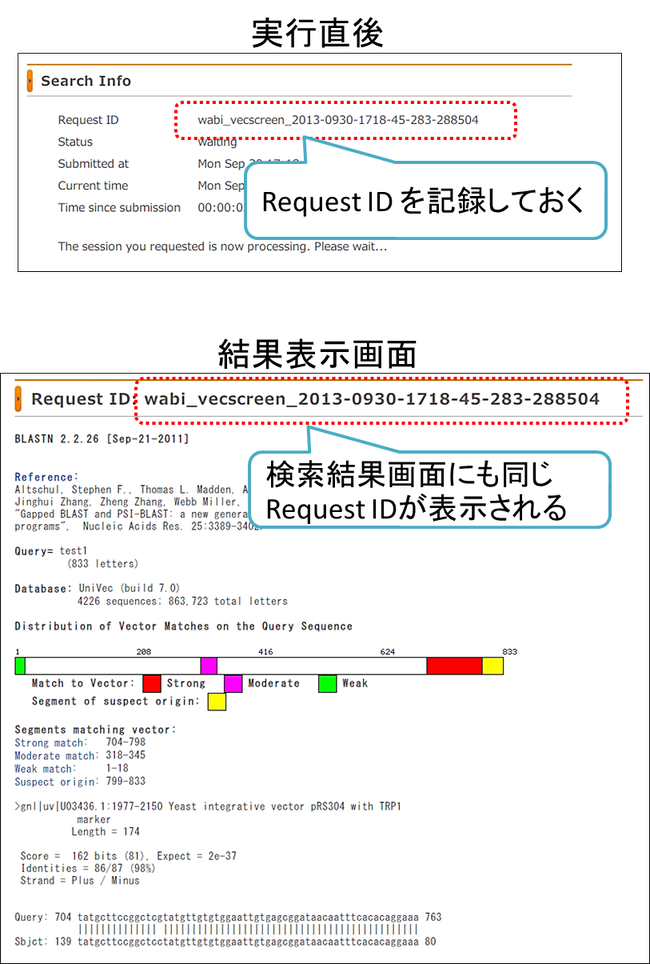 実行直後
Search Info
Request ID wabi_vecscreen_2013-0930-1718-45-283-288504
Status waiting
Submitted at Mon Sep
Current time Mon Sep
Time since submission 00:00:0
Request ID を記録しておく
The session you requested is now processing. Please wait...
結果表示画面
Request ID: wabi_vecscreen_2013-0930-1718-45-283-288504
BLASTN 2.2.26 [Sep-21-2011]
検索結果画面にも同じ
Request IDが表示される
Reference:
Altschul, Stephen F., Thomas L. Madden, A
Jinghui Zhang, Zheng Zhang, Webb Miller,
"Gapped BLAST and PSI-BLAST: a new genera
programs", Nucleic Acids Res. 25:3389-3402.
Query= test1
(833 letters)
Database: UniVec (build 7.0)
4226 sequences; 863,723 total letters
Distribution of Vector Matches on the Query Sequence
1 208 416 624 833
Match to Vector: Strong Moderate Weak
Segment of suspect origin:
Segments matching vector:
Strong match: 704-798
Moderate match: 318-345
Weak match: 1-18
Suspect origin: 799-833
>gnl|uv|U03436.1:1977-2150 Yeast integrative vector pRS304 with TRP1
marker
Length = 174
Score = 162 bits (81), Expect = 2e-37
Identities = 86/87 (98%)
Strand = Plus / Minus
Query: 704 tatgcttccggctcgtatgttgtgtggaattgtgagcggataacaatttcacacaggaaa 763
|||||||||||||| |||||||||||||||||||||||||||||||||||||||||||||
Sbjct: 139 tatgcttccggctcctatgttgtgtggaattgtgagcggataacaatttcacacaggaaa 80